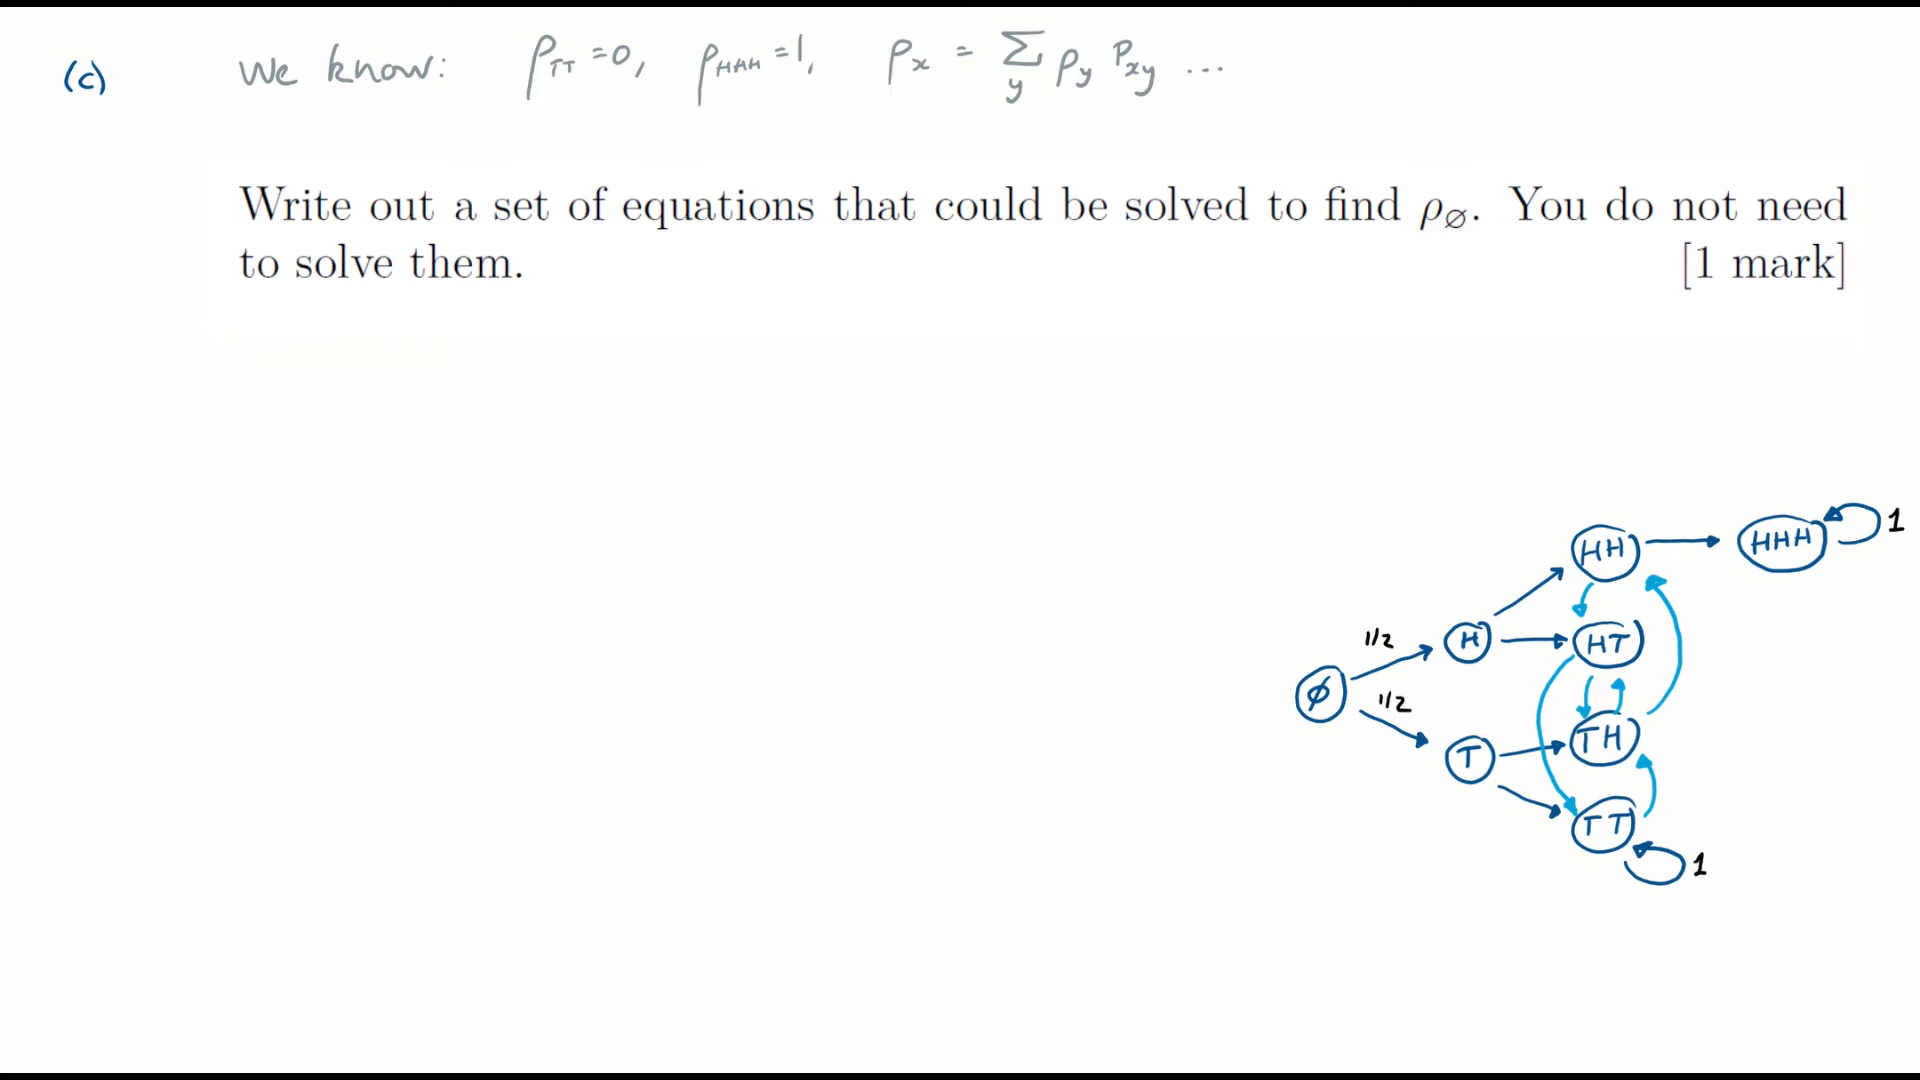 (c) We know: ρ_TT = 0, ρ_HHH = 1, ρ_x = ∑_y ρ_y P_xy ...
Write out a set of equations that could be solved to find ρ_∅. You do not need
to solve them. [1 mark]
HH HHH 1
1/2 H HT
∅
1/2
T TH
TT
1